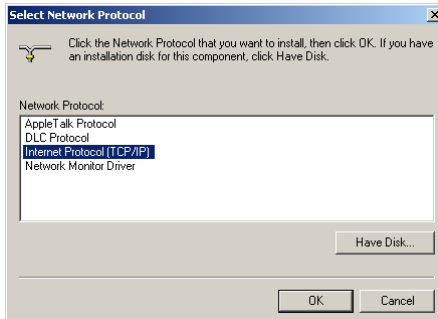 Select Network Protocol
Click the Network Protocol that you want to install, then click OK. If you have
an installation disk for this component, click Have Disk.
Network Protocol:
AppleTalk Protocol
DLC Protocol
Internet Protocol (TCP/IP)
Network Monitor Driver
Have Disk...
OK
Cancel